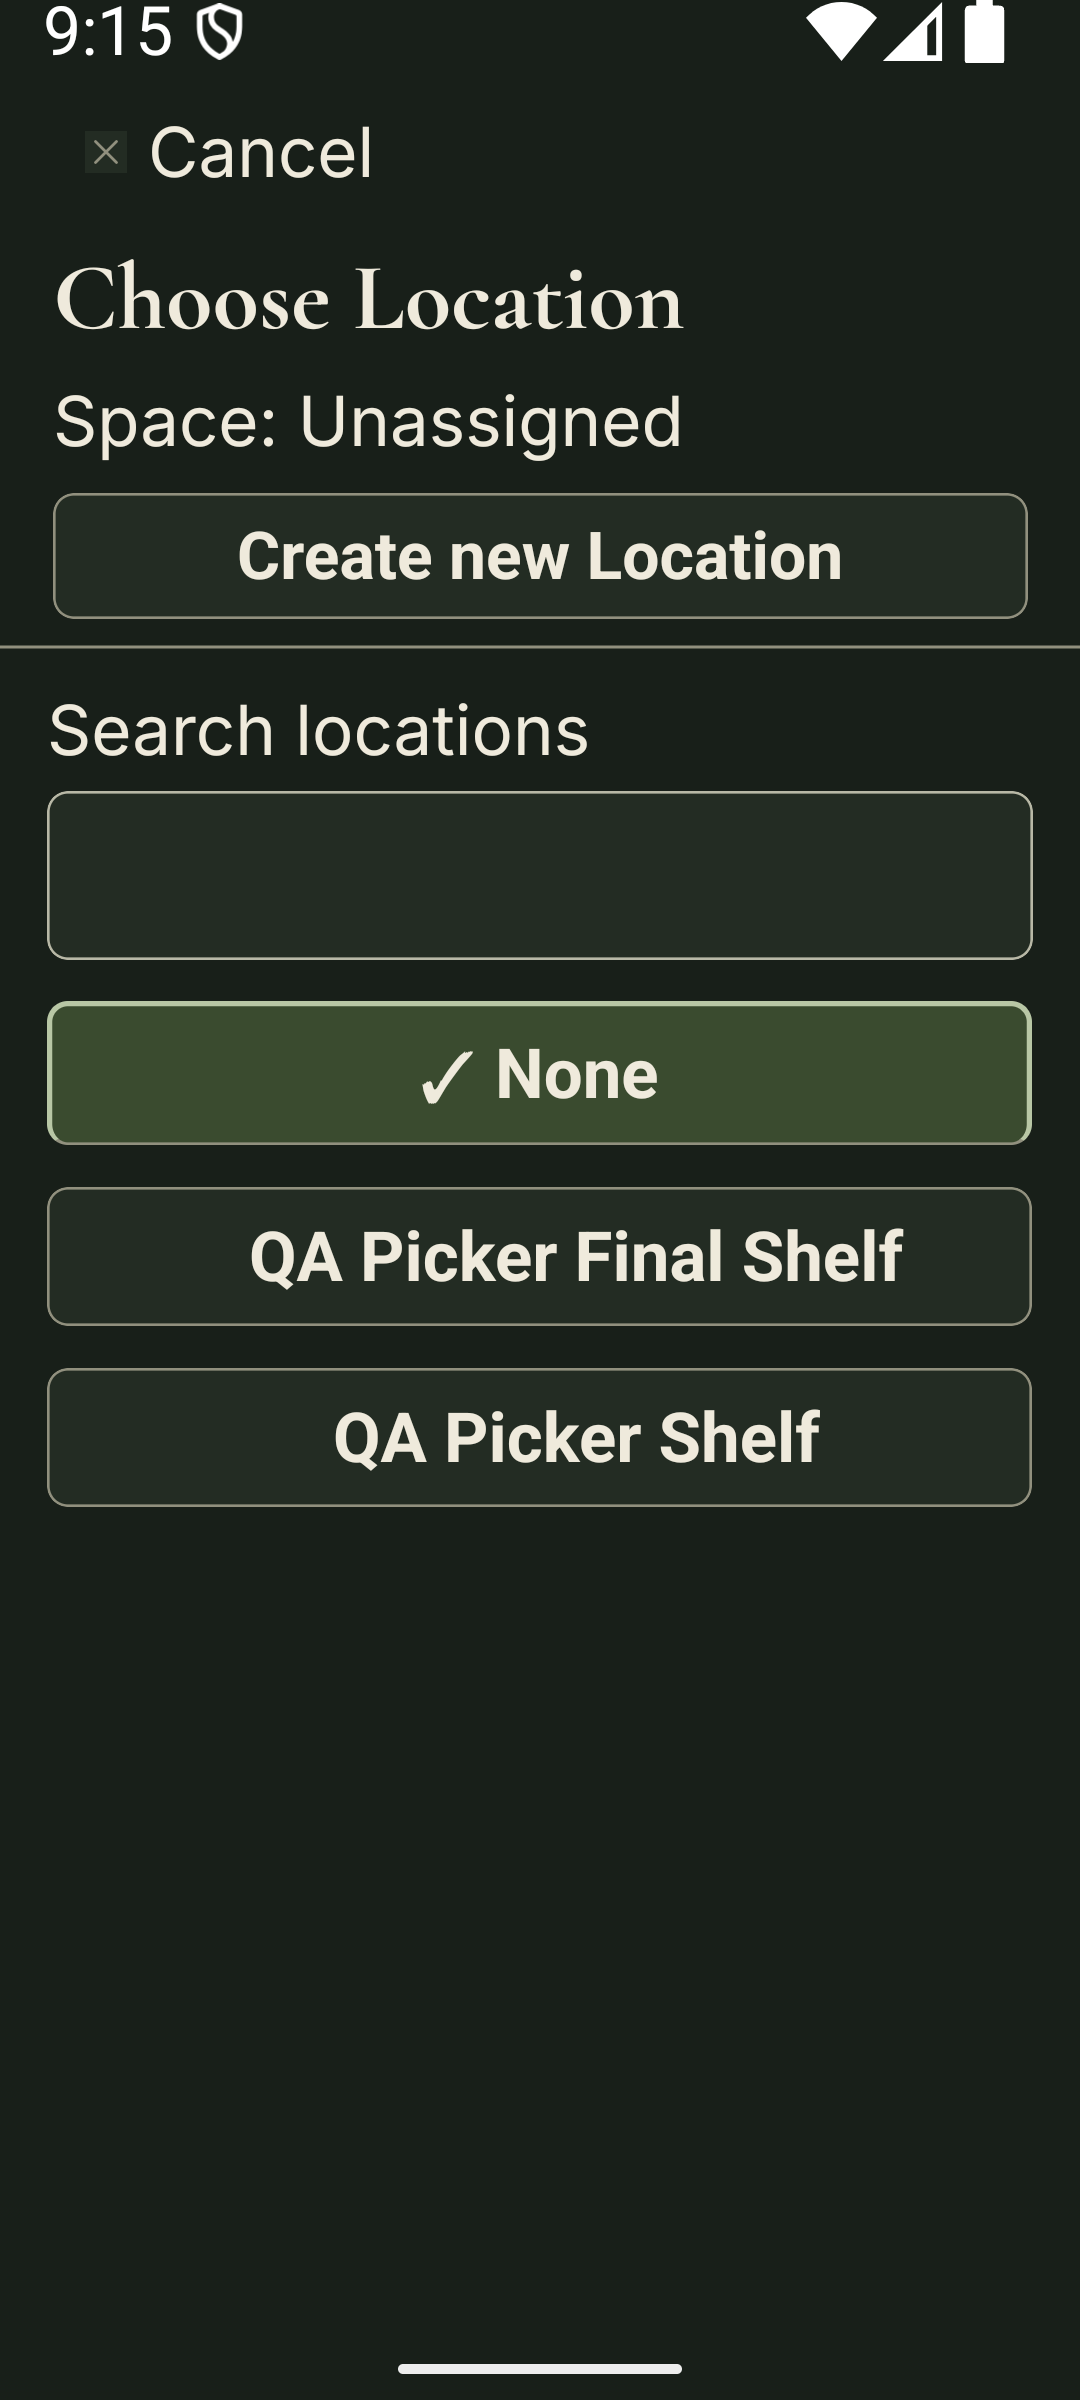 9:15
Cancel
Choose Location
Space: Unassigned
Create new Location
Search locations
✓ None
QA Picker Final Shelf
QA Picker Shelf